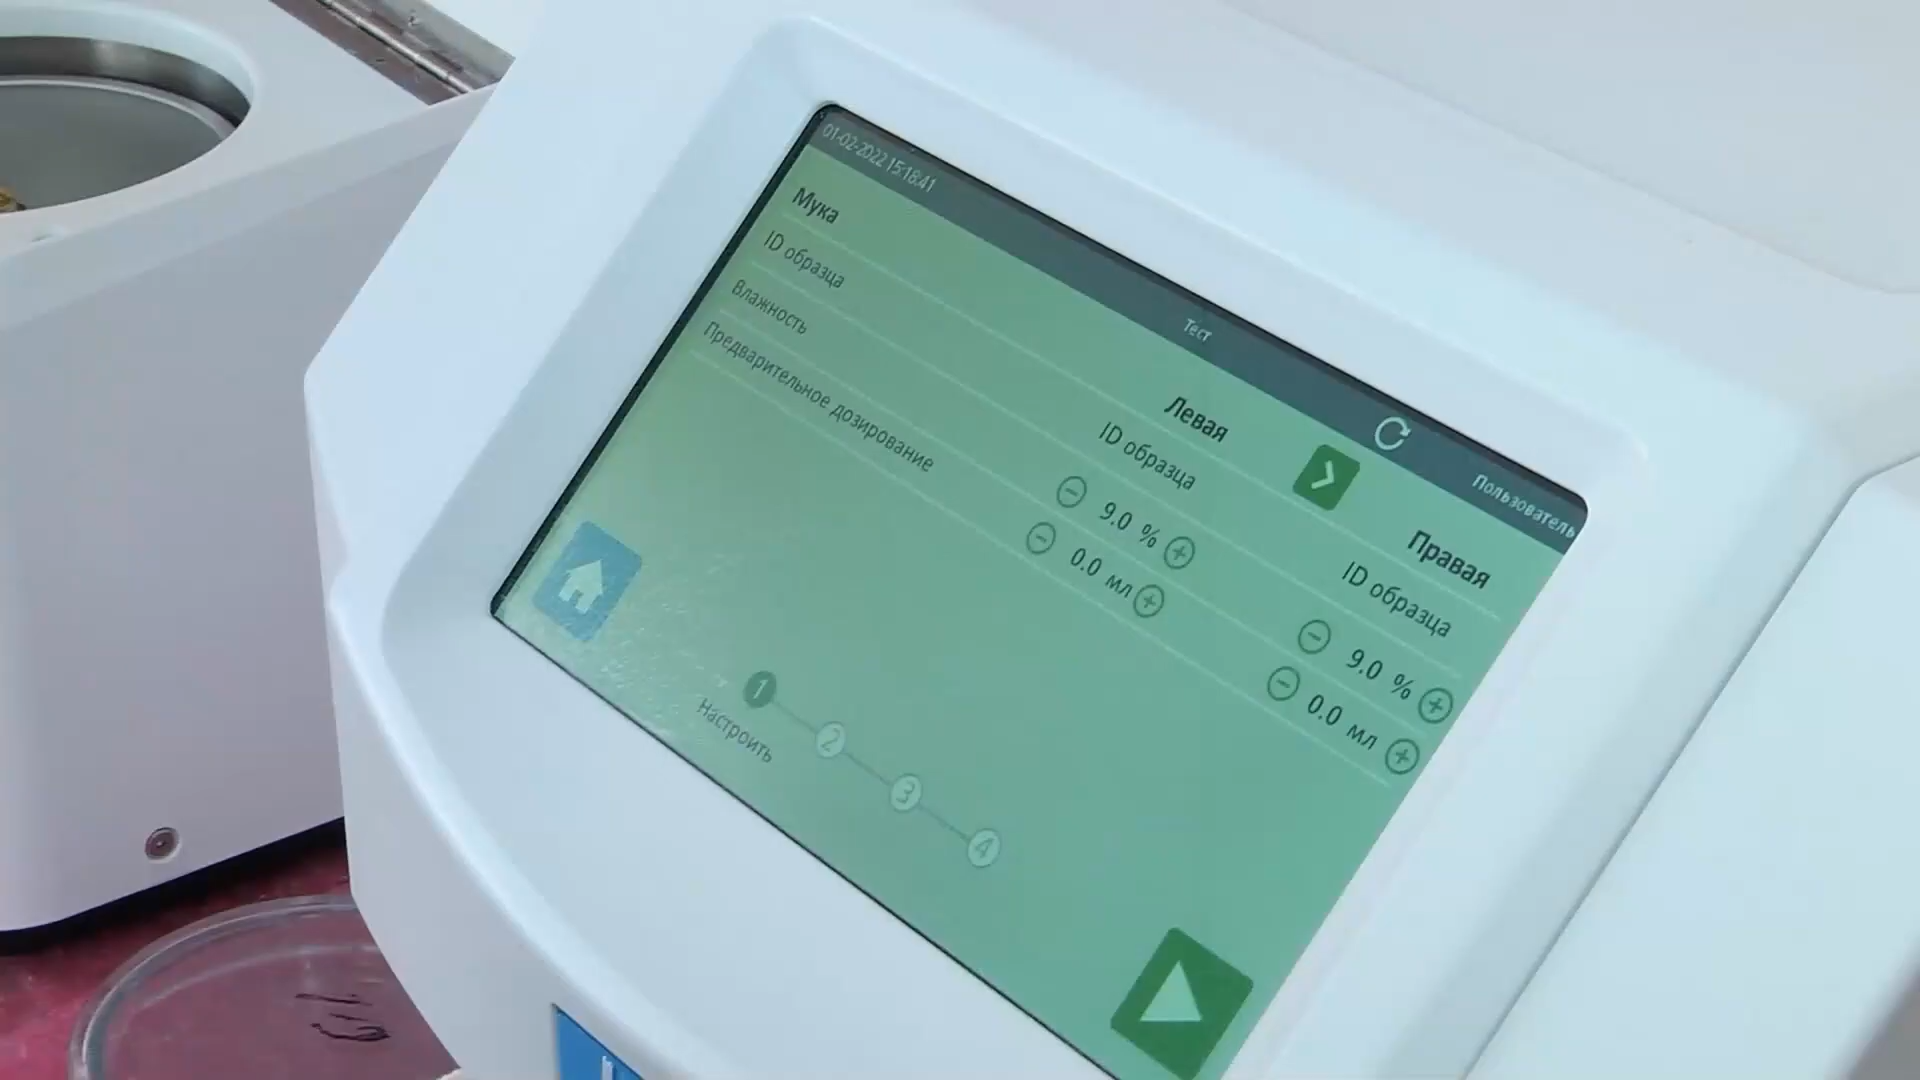 01-02-2022 15:18:41 Тест Пользователь
Мука Левая Правая
ID образца ID образца ID образца
Влажность 9.0 % 9.0 %
Предварительное дозирование 0.0 мл 0.0 мл
1 2 3 4
Настроить